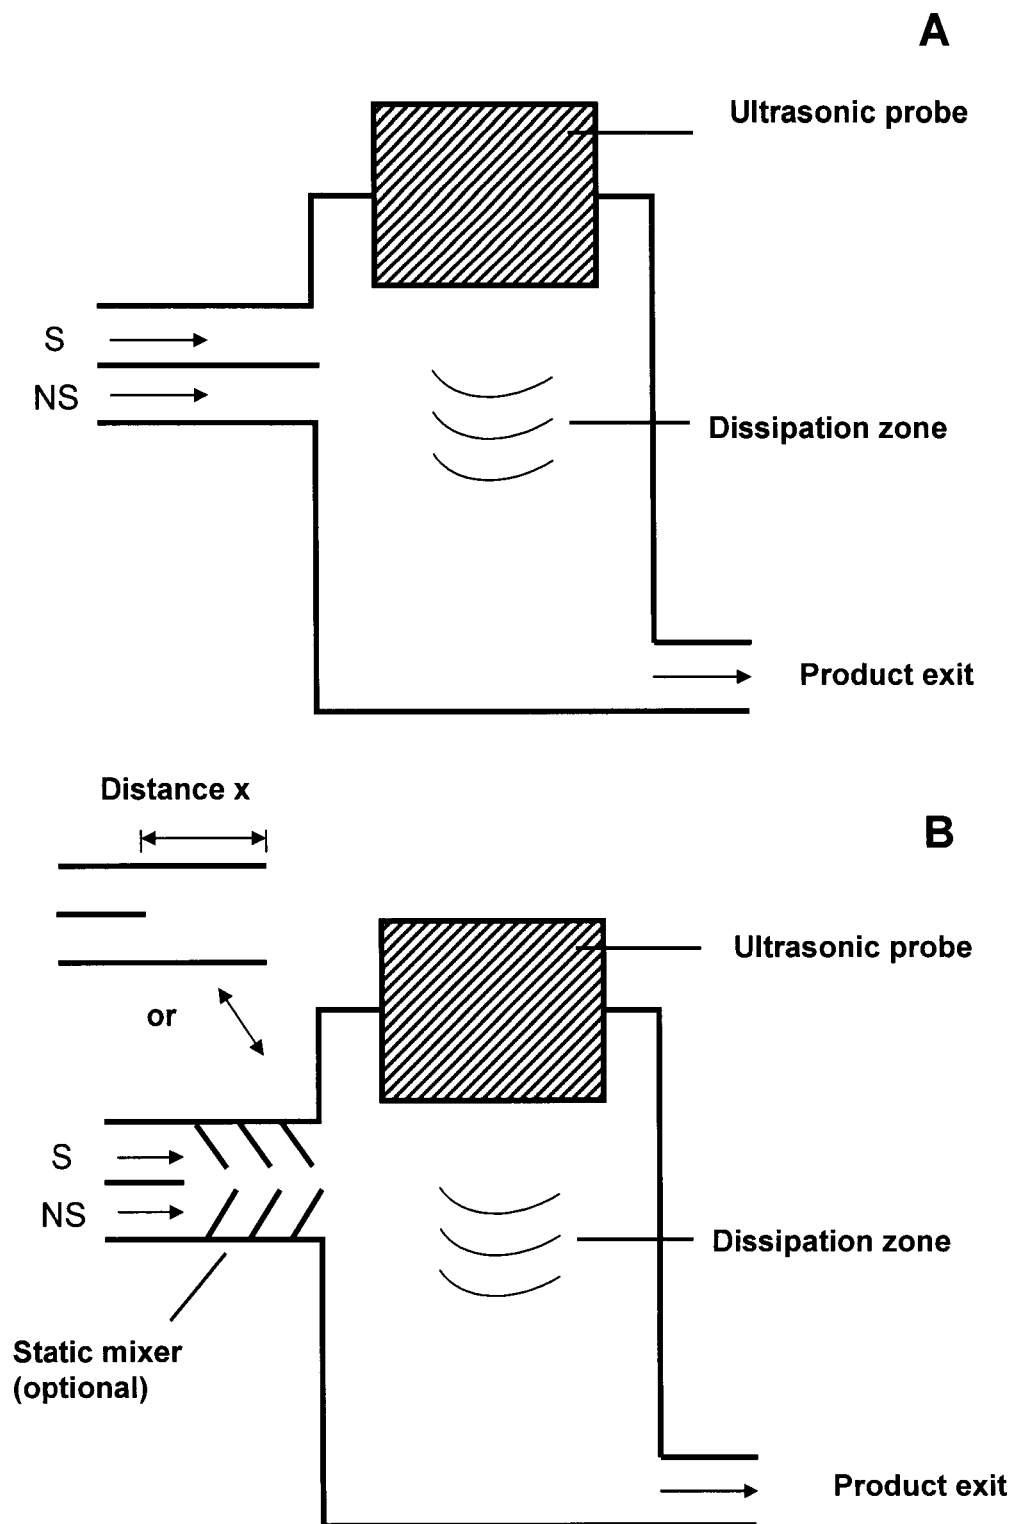 A
Ultrasonic probe
S
NS
Dissipation zone
Product exit
Distance x
B
Ultrasonic probe
or
S
NS
Dissipation zone
Static mixer
(optional)
Product exit